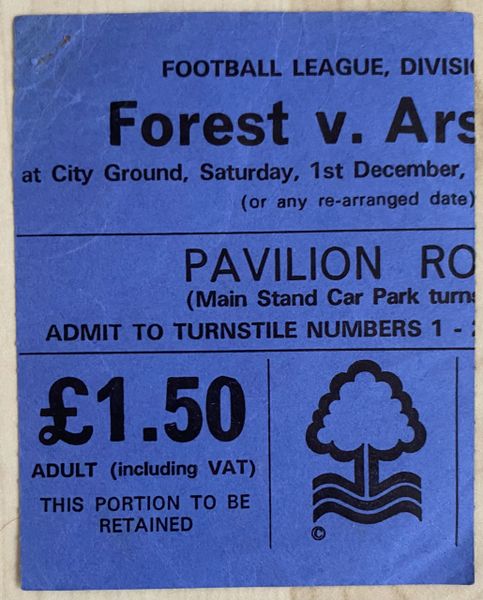 FOOTBALL LEAGUE, DIVISI
Forest v. Ars
at City Ground, Saturday, 1st December,
(or any re-arranged date)
PAVILION RO
(Main Stand Car Park turns
ADMIT TO TURNSTILE NUMBERS 1 - 2
£1.50
ADULT (including VAT)
THIS PORTION TO BE
RETAINED
©